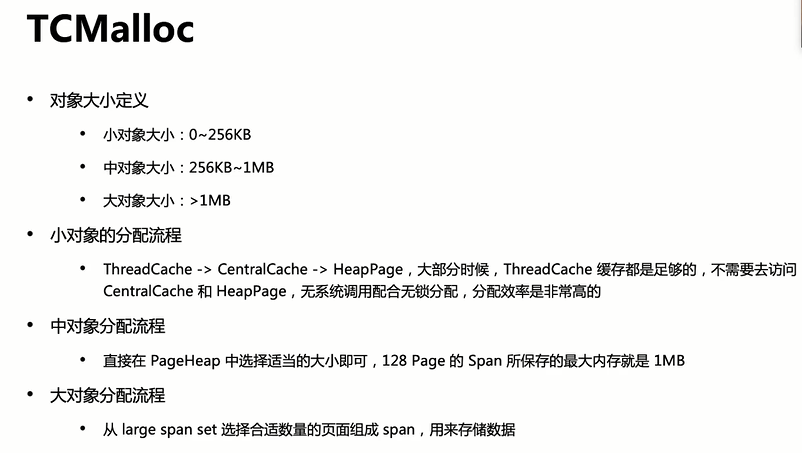 TCMalloc
• 对象大小定义
• 小对象大小：0~256KB
• 中对象大小：256KB~1MB
• 大对象大小：>1MB
• 小对象的分配流程
• ThreadCache -> CentralCache -> HeapPage，大部分时候，ThreadCache 缓存都是足够的，不需要去访问
CentralCache 和 HeapPage，无系统调用配合无锁分配，分配效率是非常高的
• 中对象分配流程
• 直接在 PageHeap 中选择适当的大小即可，128 Page 的 Span 所保存的最大内存就是 1MB
• 大对象分配流程
• 从 large span set 选择合适数量的页面组成 span，用来存储数据